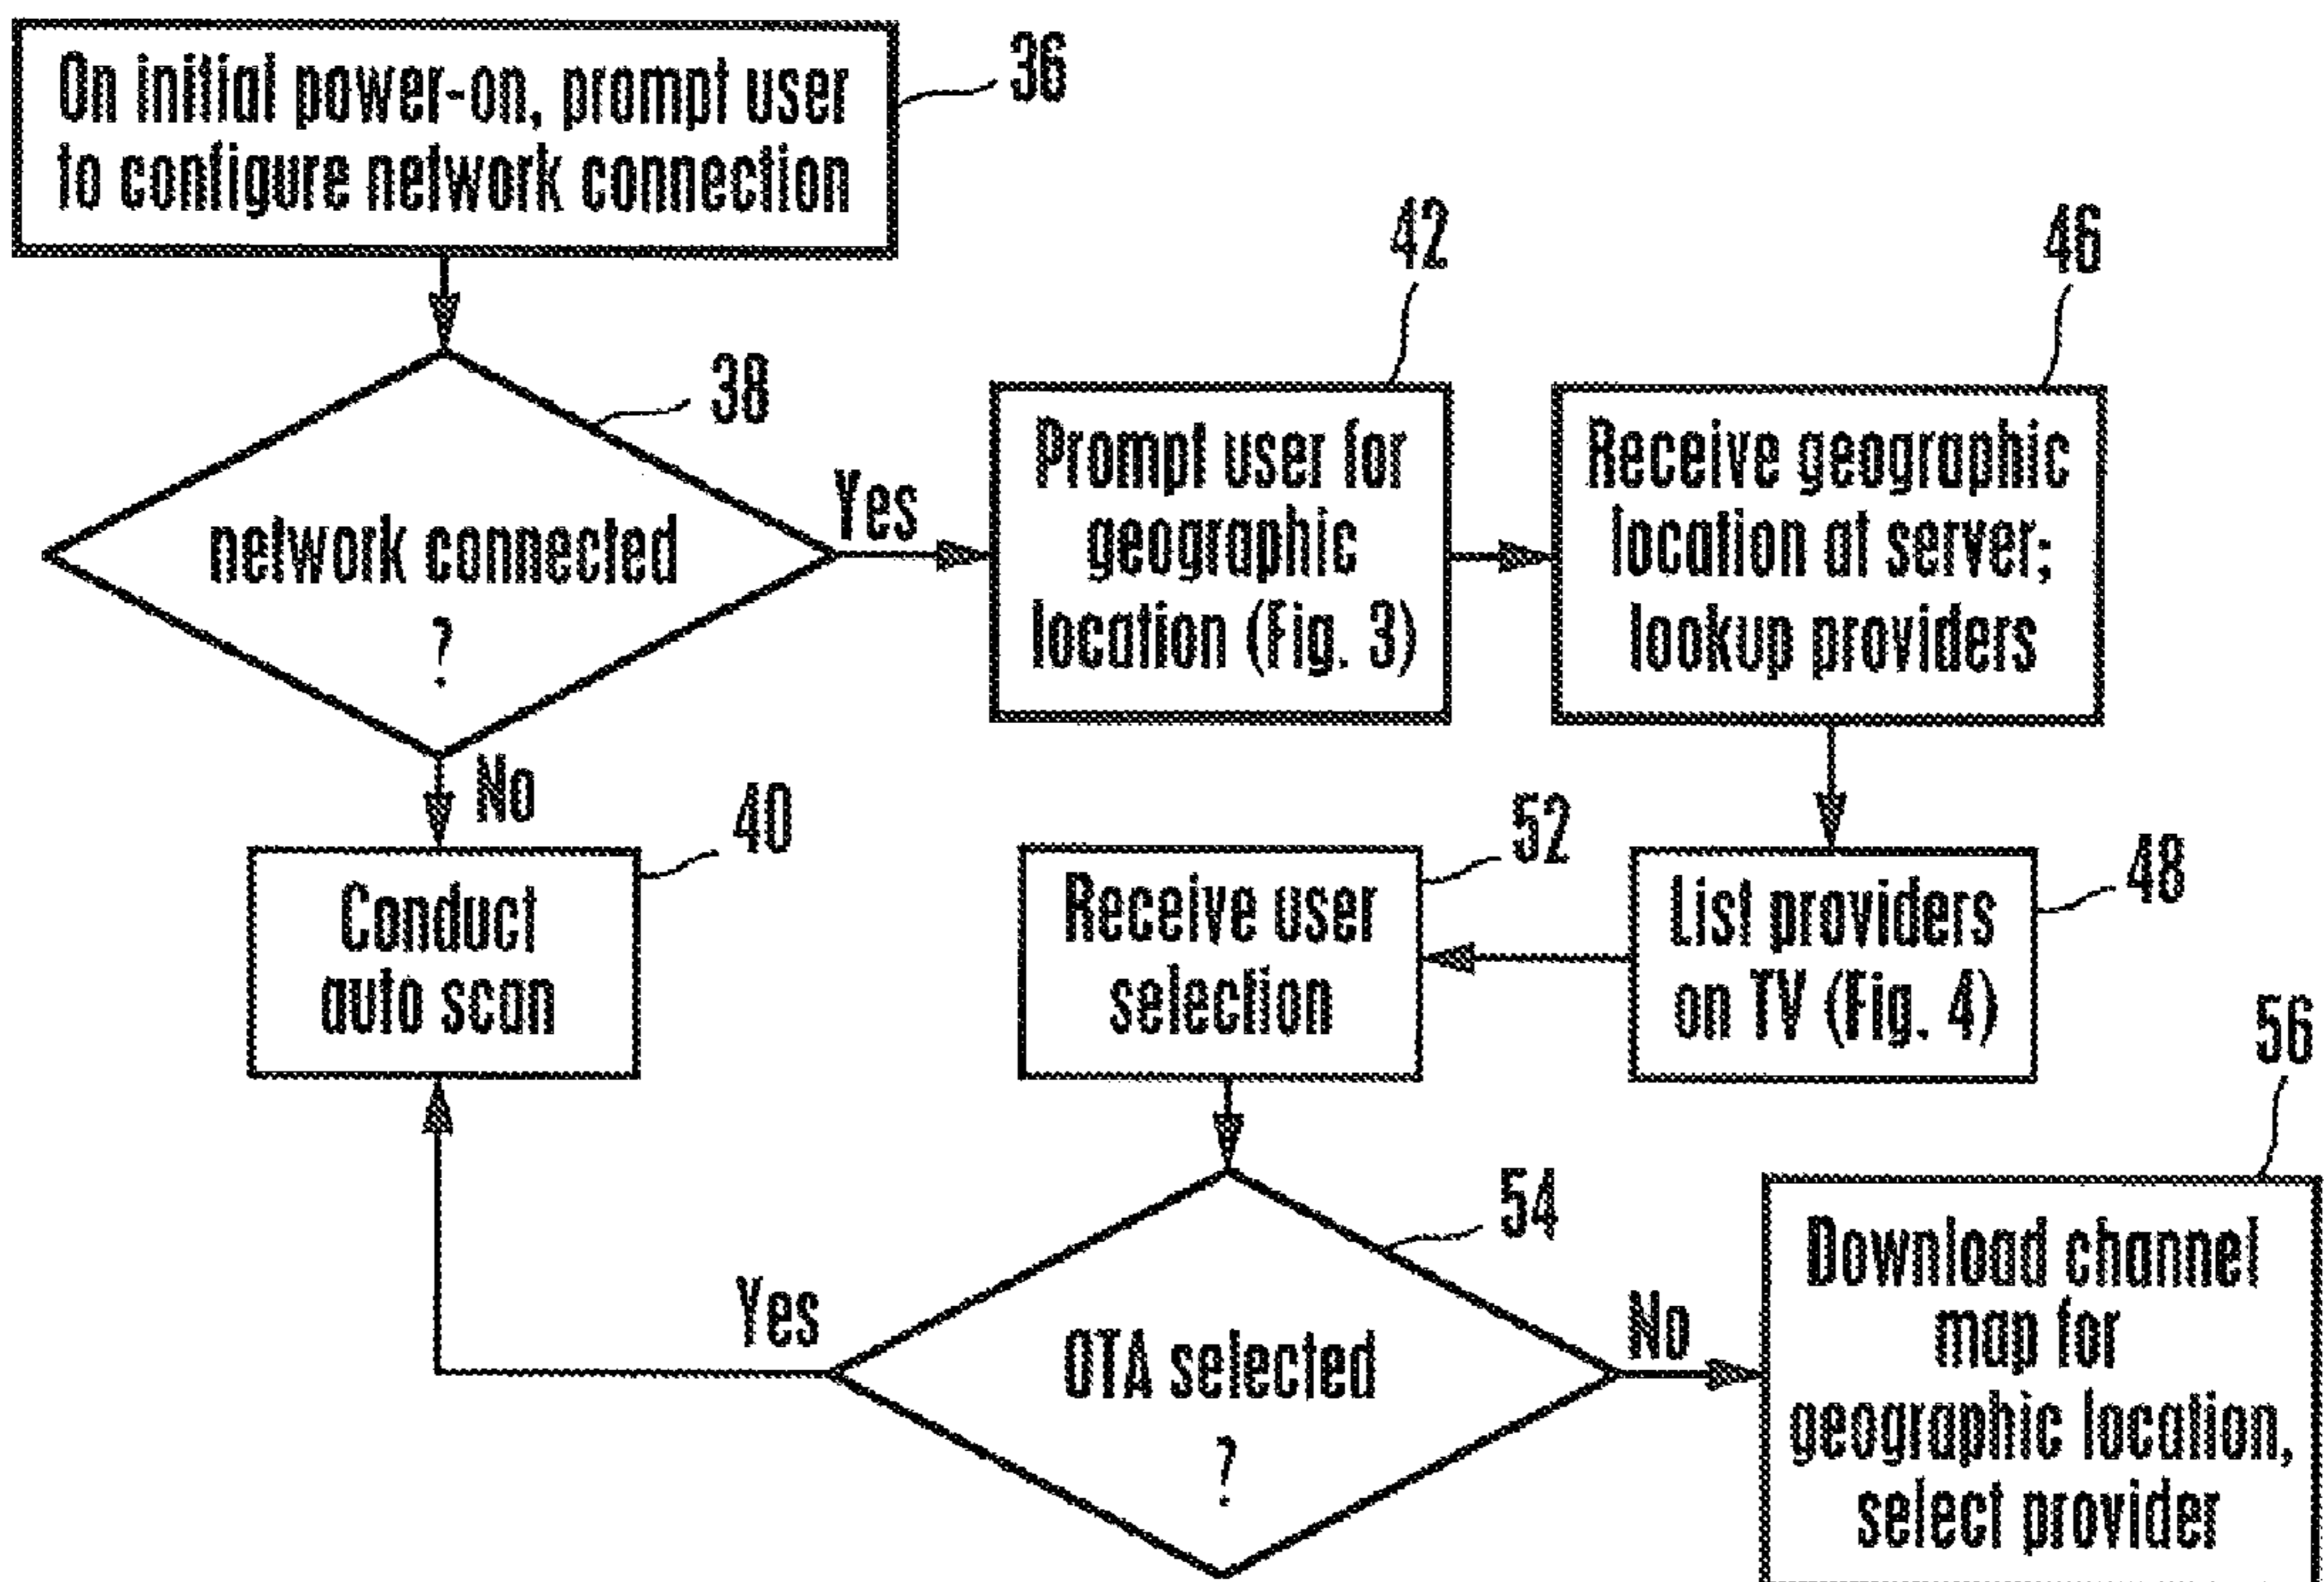 On initial power-on, prompt user
to configure network connection
36
network connected
?
38
Yes
No
Prompt user for
geographic
location (Fig. 3)
42
Receive geographic
location at server;
lookup providers
46
Conduct
auto scan
40
Receive user
selection
52
List providers
on TV (Fig. 4)
48
OTA selected
?
54
Yes
No
Download channel
map for
geographic location,
select provider
56